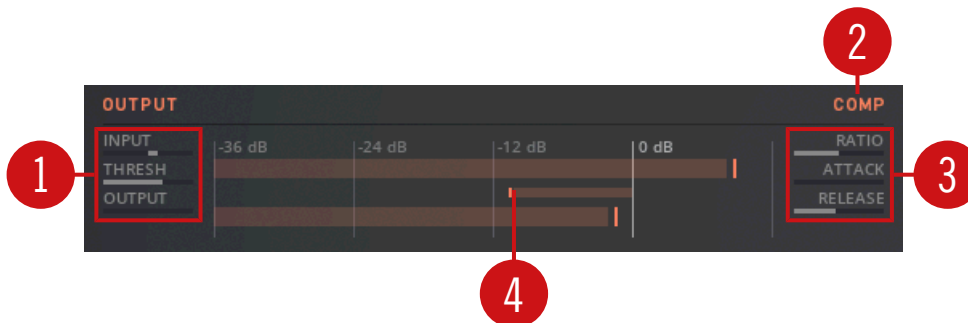 2
OUTPUT COMP
INPUT -36 dB -24 dB -12 dB 0 dB RATIO
1 THRESH ATTACK 3
OUTPUT RELEASE
4